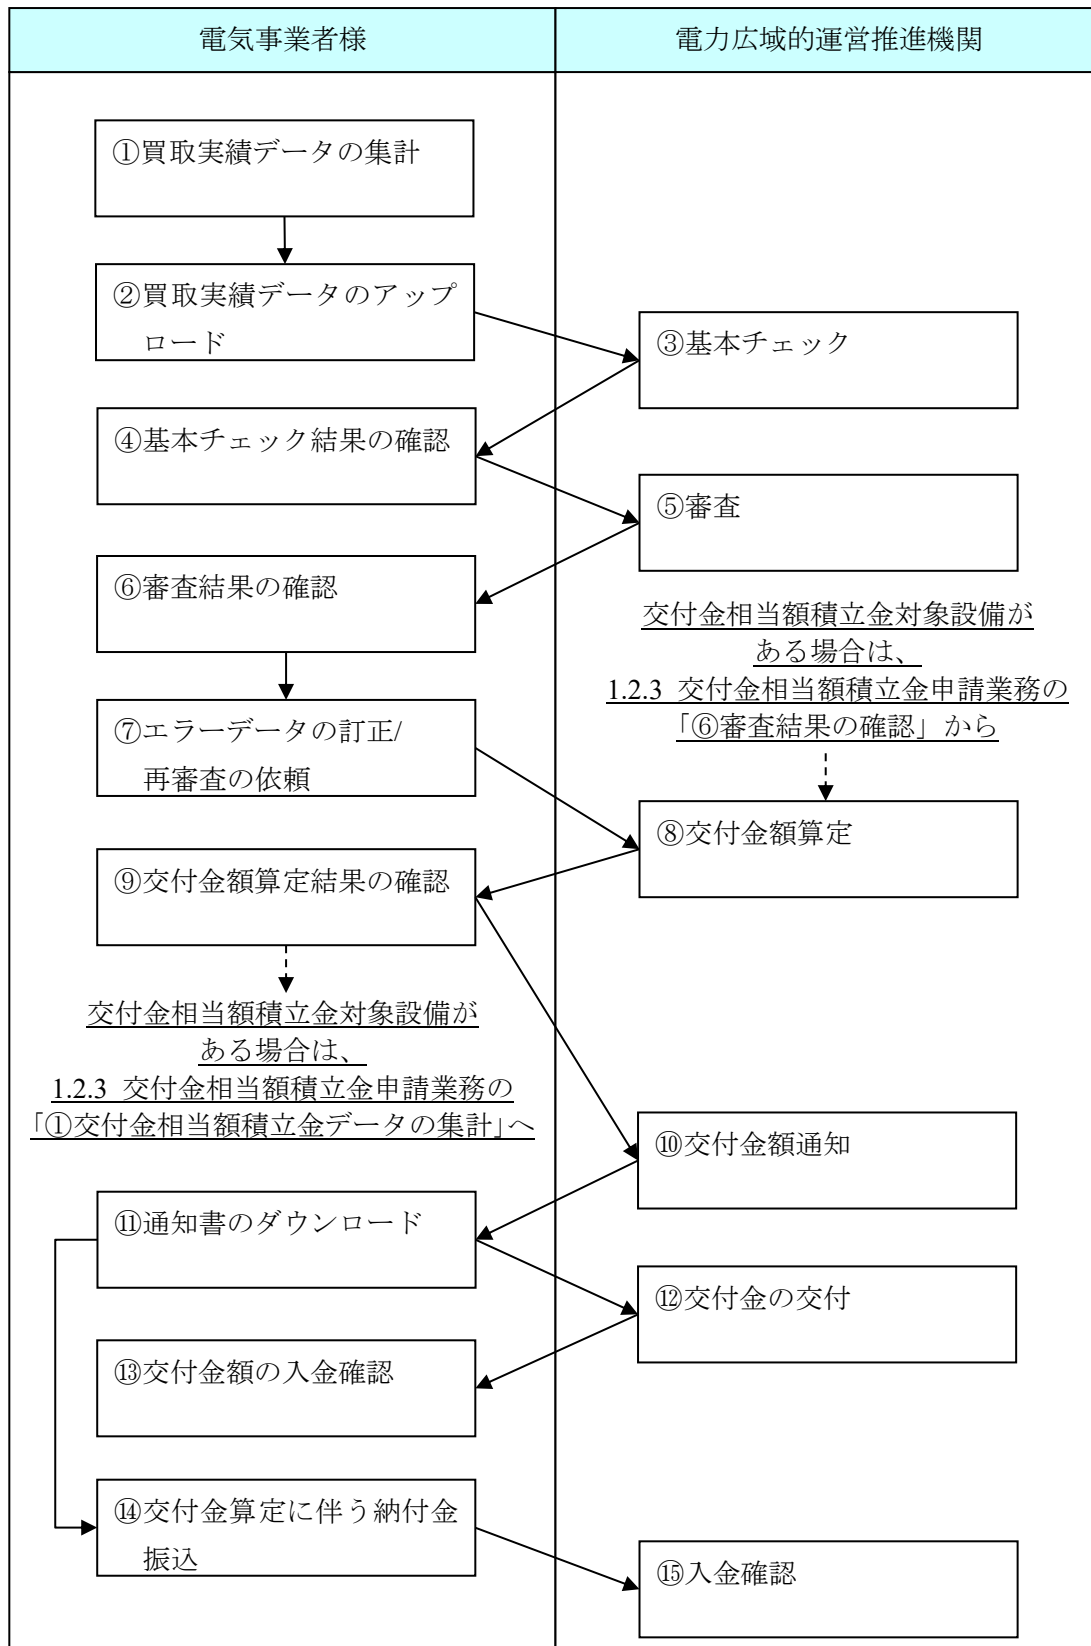 電気事業者様
電力広域的運営推進機関
①買取実績データの集計
②買取実績データのアップ
ロード
③基本チェック
④基本チェック結果の確認
⑤審査
⑥審査結果の確認
交付金相当額積立金対象設備が
ある場合は、
1.2.3 交付金相当額積立金申請業務の
「⑥審査結果の確認」から
⑦エラーデータの訂正/
再審査の依頼
⑧交付金額算定
⑨交付金額算定結果の確認
交付金相当額積立金対象設備が
ある場合は、
1.2.3 交付金相当額積立金申請業務の
「①交付金相当額積立金データの集計」へ
⑩交付金額通知
⑪通知書のダウンロード
⑫交付金の交付
⑬交付金額の入金確認
⑭交付金算定に伴う納付金
振込
⑮入金確認